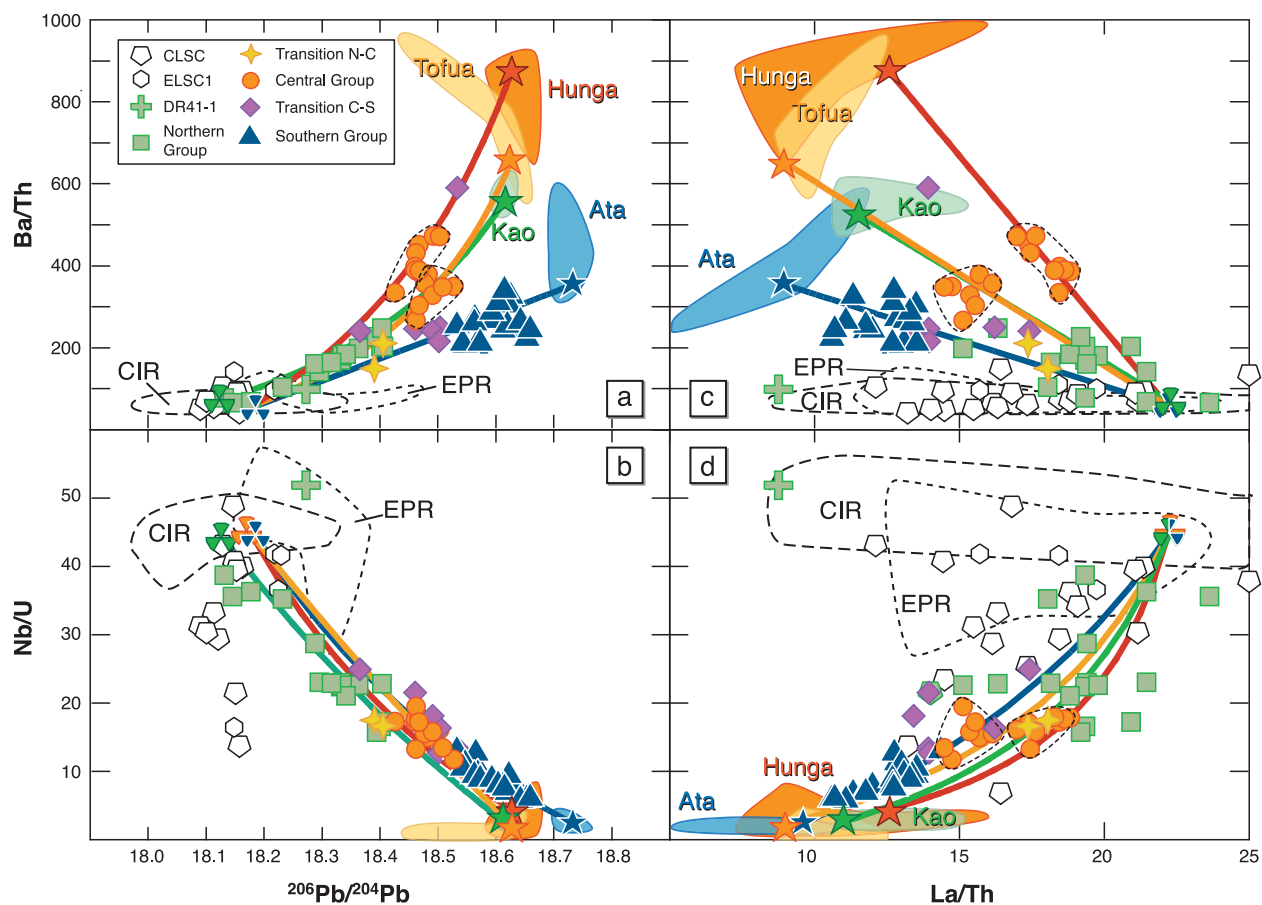 1000
800
600
400
200
Ba/Th
CLSC
ELSC1
DR41-1
Northern
Group
Transition N-C
Central Group
Transition C-S
Southern Group
Tofua
Hunga
Kao
Ata
CIR
EPR
a
Hunga
Tofua
Kao
Ata
EPR
CIR
c
50
40
30
20
10
Nb/U
CIR
EPR
b
d
CIR
EPR
Hunga
Ata
Kao
18.0
18.1
18.2
18.3
18.4
18.5
18.6
18.7
18.8
10
15
20
25
²⁰⁶Pb/²⁰⁴Pb
La/Th